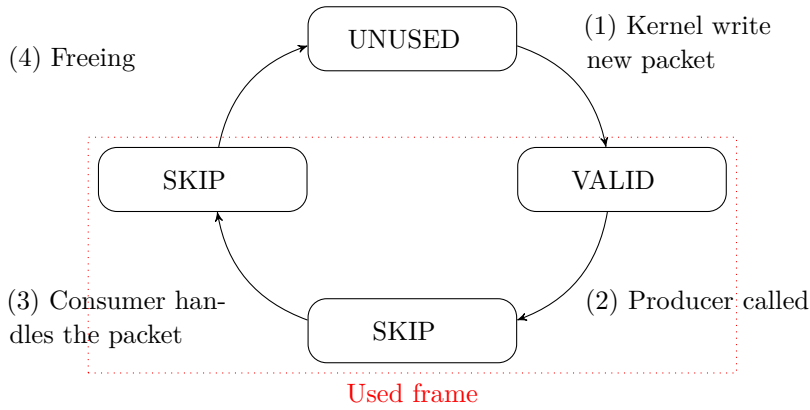 UNUSED
(1) Kernel write
new packet
(4) Freeing
SKIP
VALID
(3) Consumer han-
dles the packet
(2) Producer called
SKIP
Used frame